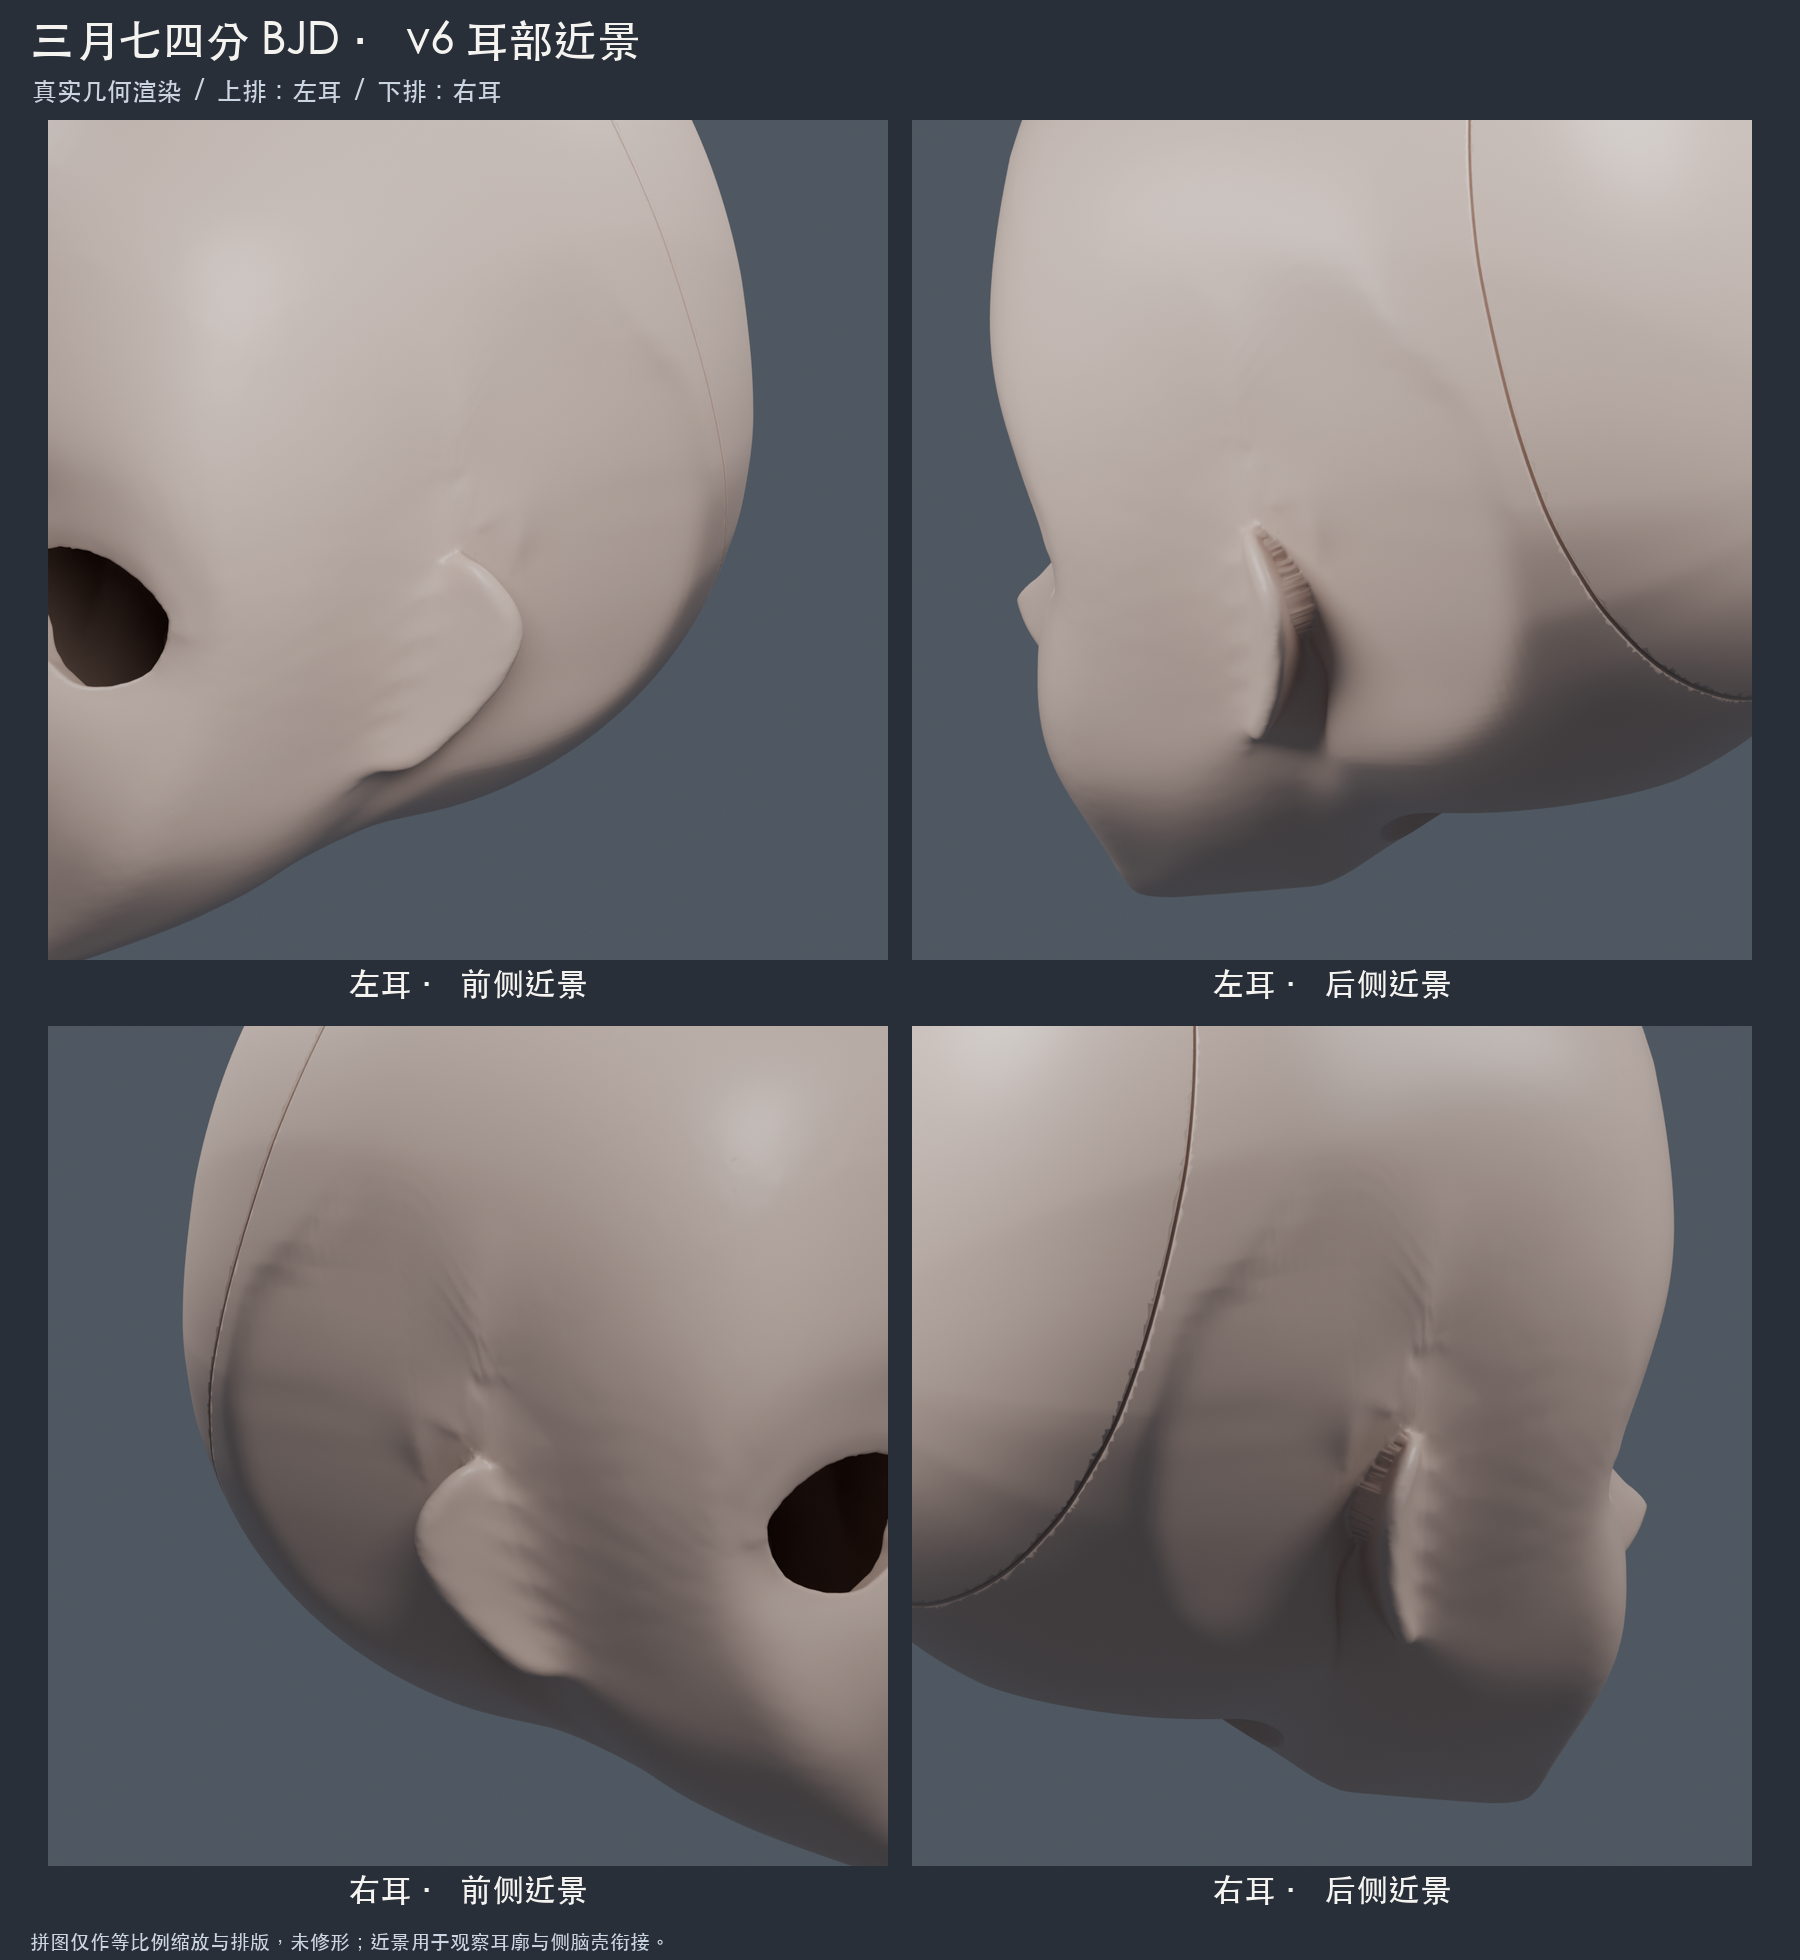 三月七四分 BJD · v6 耳部近景
真实几何渲染 / 上排：左耳 / 下排：右耳
左耳 · 前侧近景
左耳 · 后侧近景
右耳 · 前侧近景
右耳 · 后侧近景
拼图仅作等比例缩放与排版，未修形；近景用于观察耳廓与侧脑壳衔接。